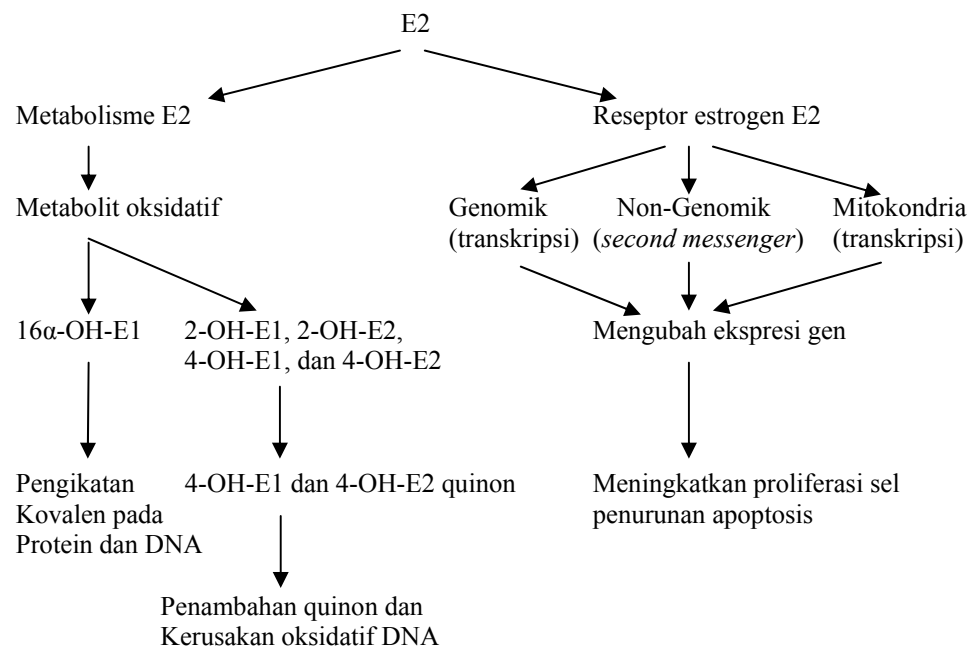 E2
Metabolisme E2
Reseptor estrogen E2
Metabolit oksidatif
Genomik
(transkripsi)
Non-Genomik
(second messenger)
Mitokondria
(transkripsi)
16α-OH-E1
2-OH-E1, 2-OH-E2,
4-OH-E1, dan 4-OH-E2
Mengubah ekspresi gen
Pengikatan
Kovalen pada
Protein dan DNA
4-OH-E1 dan 4-OH-E2 quinon
Meningkatkan proliferasi sel
penurunan apoptosis
Penambahan quinon dan
Kerusakan oksidatif DNA